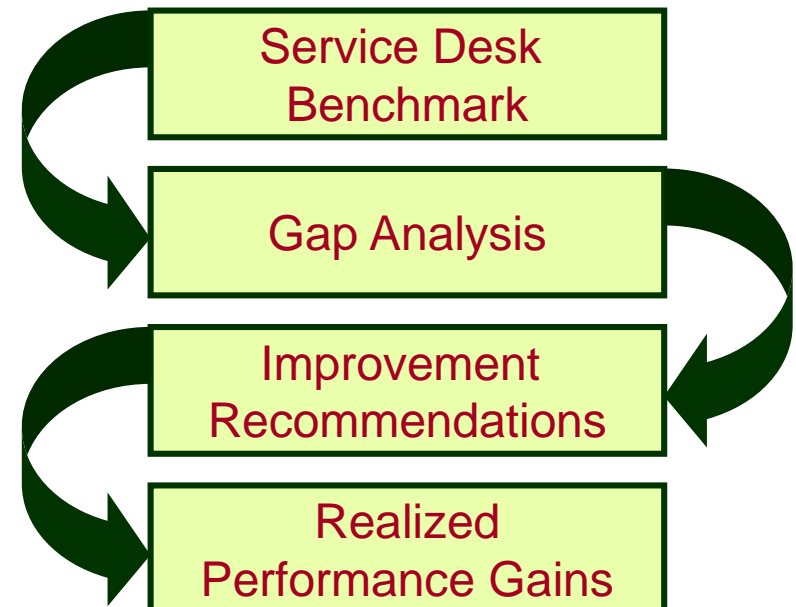 Service Desk
Benchmark
Gap Analysis
Improvement
Recommendations
Realized
Performance Gains